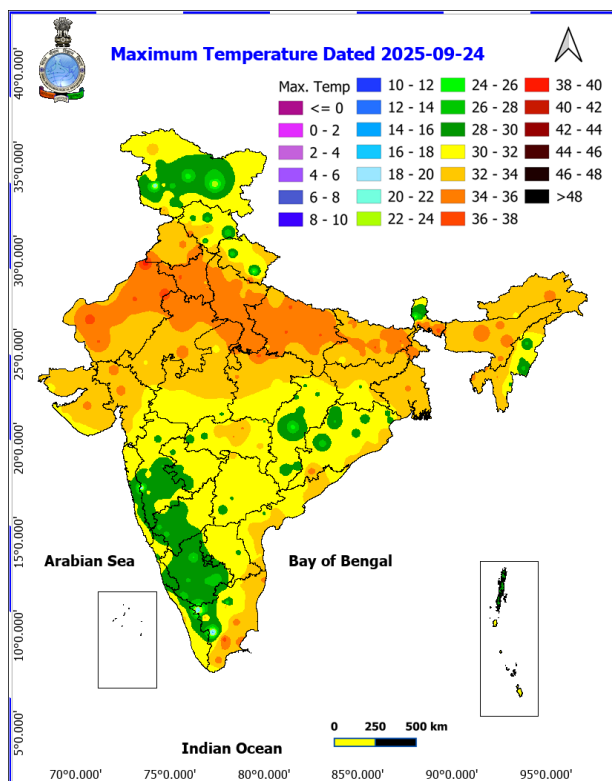 Maximum Temperature Dated 2025-09-24
Max. Temp
<= 0
0 - 2
2 - 4
4 - 6
6 - 8
8 - 10
10 - 12
12 - 14
14 - 16
16 - 18
18 - 20
20 - 22
22 - 24
24 - 26
26 - 28
28 - 30
30 - 32
32 - 34
34 - 36
36 - 38
38 - 40
40 - 42
42 - 44
44 - 46
46 - 48
>48
40°0.000'
35°0.000'
30°0.000'
25°0.000'
20°0.000'
15°0.000'
10°0.000'
5°0.000'
Arabian Sea
Bay of Bengal
0 250 500 km
Indian Ocean
70°0.000' 75°0.000' 80°0.000' 85°0.000' 90°0.000' 95°0.000'